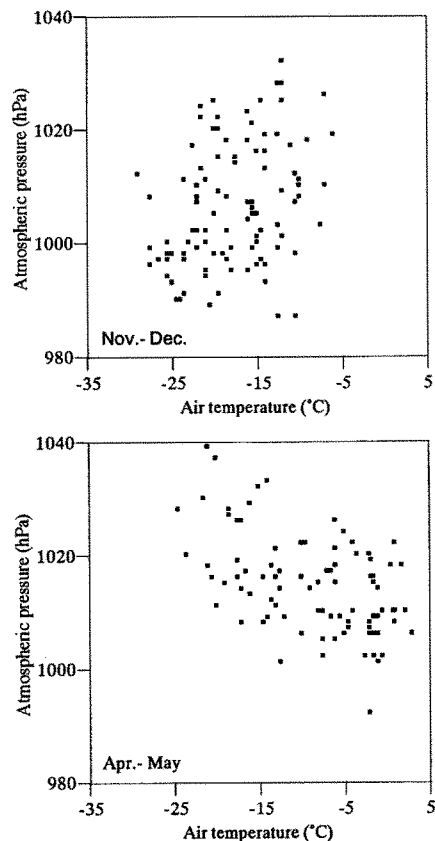 1040
1020
1000
980
Atmospheric pressure (hPa)
Nov.- Dec.
-35 -25 -15 -5 5
Air temperature (˚C)
1040
1020
1000
980
Atmospheric pressure (hPa)
Apr.- May
-35 -25 -15 -5 5
Air temperature (˚C)